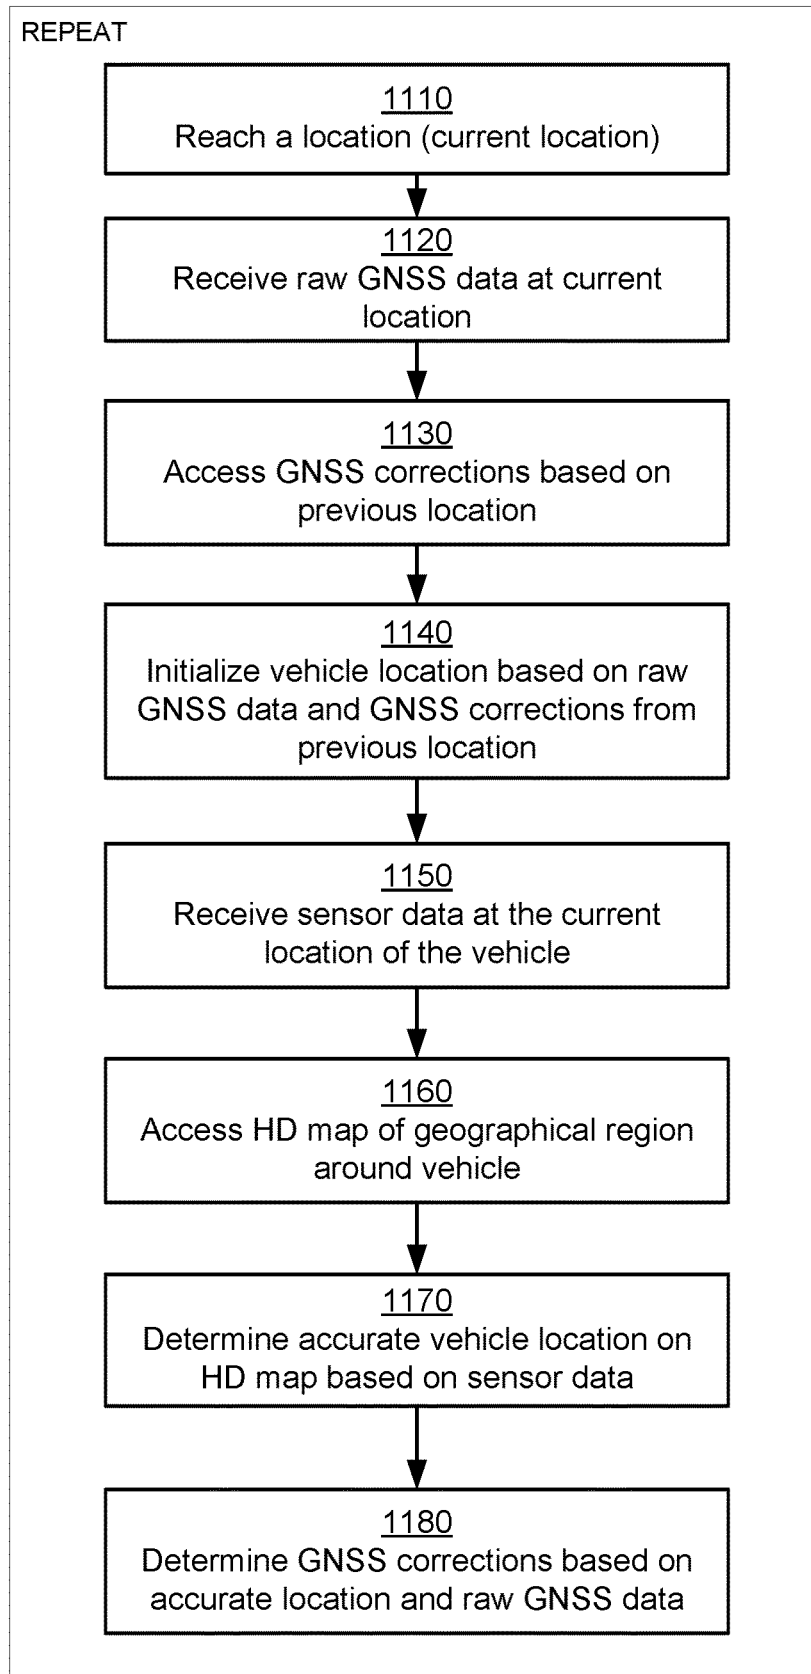 REPEAT
1110
Reach a location (current location)
1120
Receive raw GNSS data at current
location
1130
Access GNSS corrections based on
previous location
1140
Initialize vehicle location based on raw
GNSS data and GNSS corrections from
previous location
1150
Receive sensor data at the current
location of the vehicle
1160
Access HD map of geographical region
around vehicle
1170
Determine accurate vehicle location on
HD map based on sensor data
1180
Determine GNSS corrections based on
accurate location and raw GNSS data